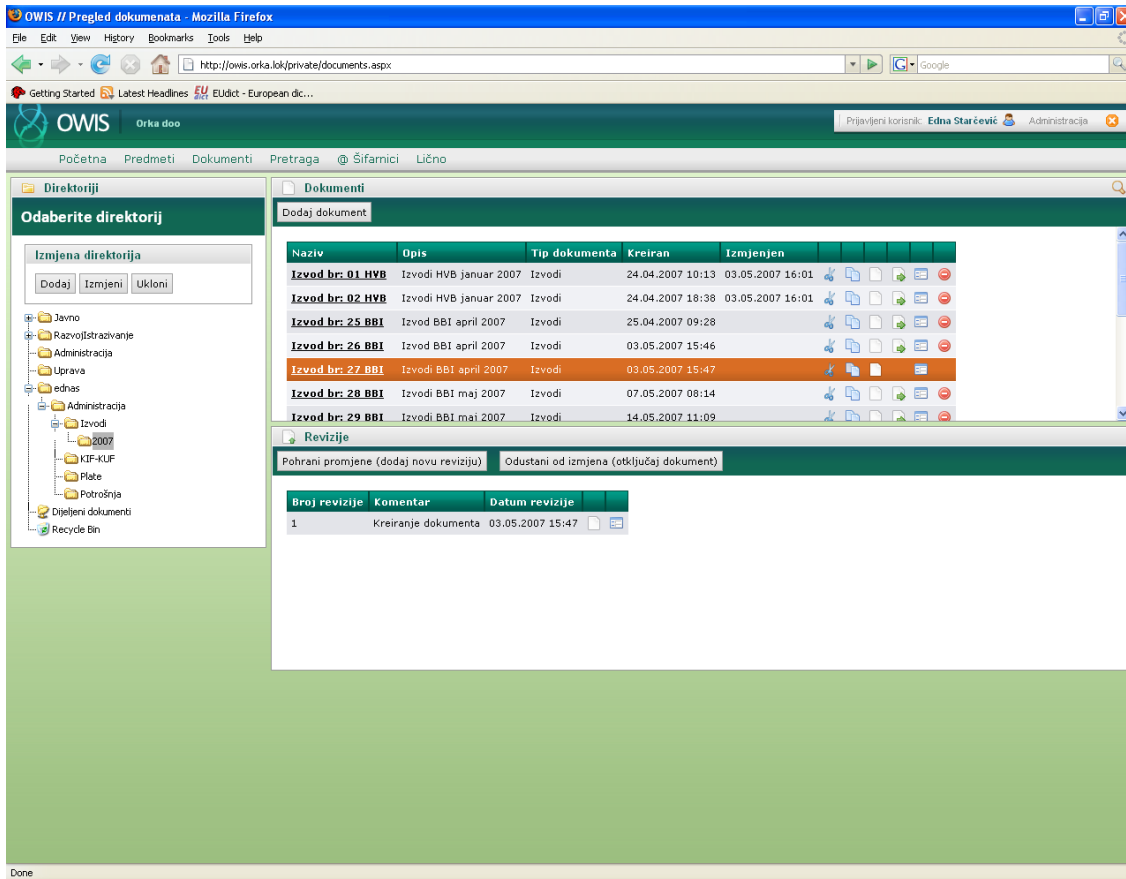 OWIS // Pregled dokumenata - Mozilla Firefox
File Edit View History Bookmarks Tools Help
http://owis.orka.lok/private/documents.aspx
G Google
Getting Started Latest Headlines EUdict - European dic...
OWIS Orka doo
Prijavljeni korisnik: Edna Starčević Administracija
Početna Predmeti Dokumenti Pretraga @ Šifarnici Lično
Direktoriji
Odaberite direktorij
Izmjena direktorija
Dodaj Izmjeni Ukloni
Javno
RazvojIstrazivanje
Administracija
Uprava
ednas
Administracija
Izvodi
2007
KIF-KUF
Plate
Potrošnja
Dijeljeni dokumenti
Recycle Bin
Dokumenti
Dodaj dokument
Naziv Opis Tip dokumenta Kreiran Izmjenjen
Izvod br: 01 HVB Izvodi HVB januar 2007 Izvodi 24.04.2007 10:13 03.05.2007 16:01
Izvod br: 02 HVB Izvodi HVB januar 2007 Izvodi 24.04.2007 18:38 03.05.2007 16:01
Izvod br: 25 BBI Izvod BBI april 2007 Izvodi 25.04.2007 09:28
Izvod br: 26 BBI Izvod BBI april 2007 Izvodi 03.05.2007 15:46
Izvod br: 27 BBI Izvodi BBI april 2007 Izvodi 03.05.2007 15:47
Izvod br: 28 BBI Izvodi BBI maj 2007 Izvodi 07.05.2007 08:14
Izvod br: 29 BBI Izvodi BBI maj 2007 Izvodi 14.05.2007 11:09
Revizije
Pohrani promjene (dodaj novu reviziju) Odustani od izmjena (otključaj dokument)
Broj revizije Komentar Datum revizije
1 Kreiranje dokumenta 03.05.2007 15:47
Done